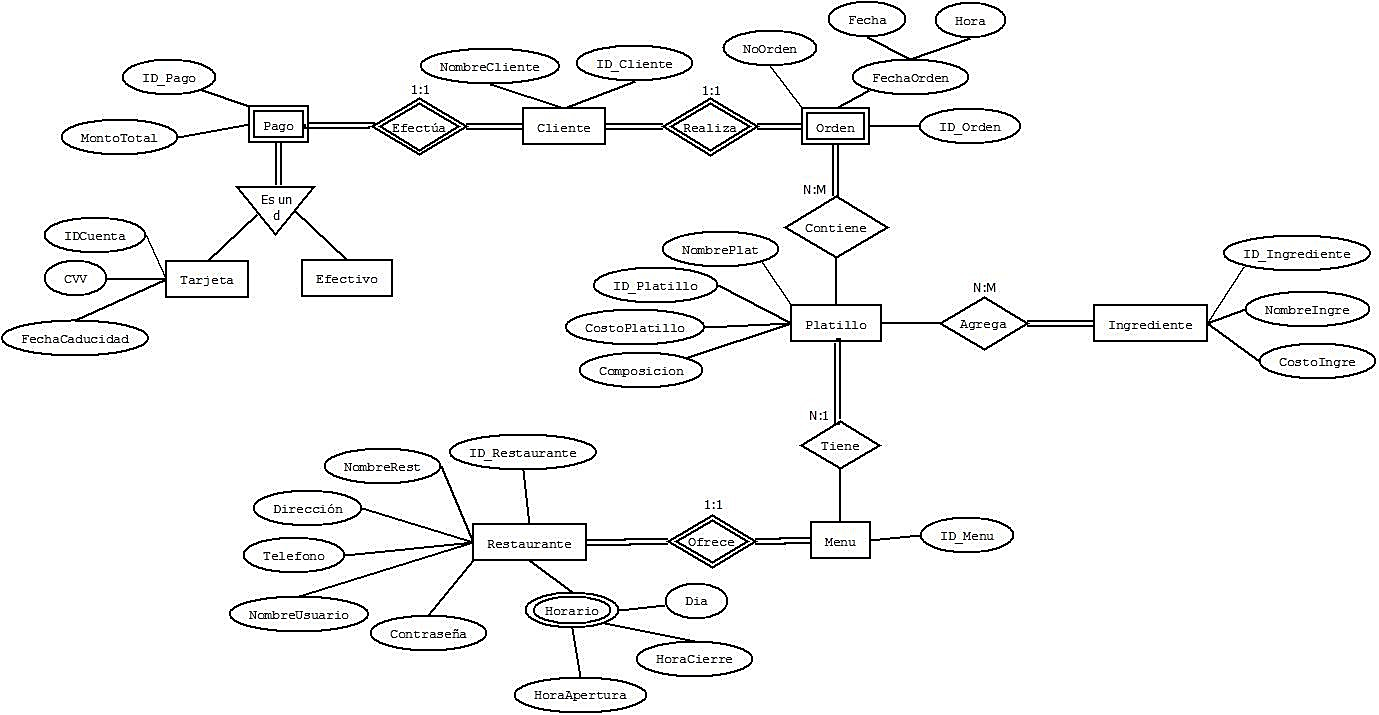 Fecha
Hora
NoOrden
NombreCliente
ID_Cliente
ID_Pago
FechaOrden
1:1
1:1
Pago
Efectúa
Cliente
Realiza
Orden
ID_Orden
MontoTotal
Es un
d
N:M
Contiene
IDCuenta
NombrePlat
ID_Ingrediente
CVV
Tarjeta
Efectivo
ID_Platillo
N:M
NombreIngre
FechaCaducidad
CostoPlatillo
Platillo
Agrega
Ingrediente
Composicion
CostoIngre
N:1
Tiene
NombreRest
ID_Restaurante
Dirección
1:1
Telefono
Restaurante
Ofrece
Menu
ID_Menu
NombreUsuario
Contraseña
Horario
Dia
HoraCierre
HoraApertura